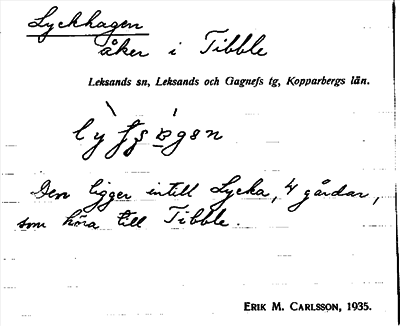 Lyckhagen
åker i Tibble
Leksands sn, Leksands och Gagnefs tg, Kopparbergs län.
Den ligger intill Lycka, 4 gårdar,
som höra till Tibble.
ERIK M. CARLSSON, 1935.